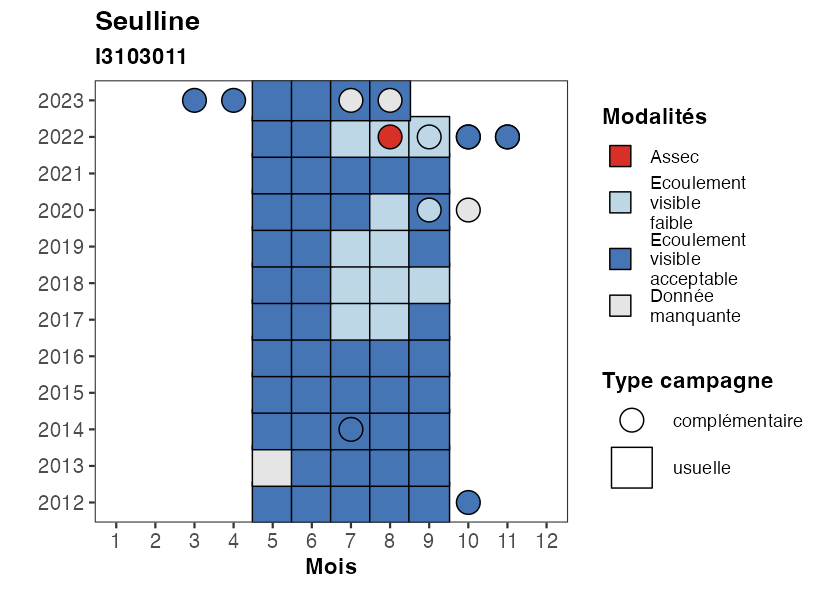 Seulline
I3103011
2023
2022
2021
2020
2019
2018
2017
2016
2015
2014
2013
2012
1 2 3 4 5 6 7 8 9 10 11 12
Mois
Modalités
Assec
Ecoulement
visible
faible
Ecoulement
visible
acceptable
Donnée
manquante
Type campagne
complémentaire
usuelle